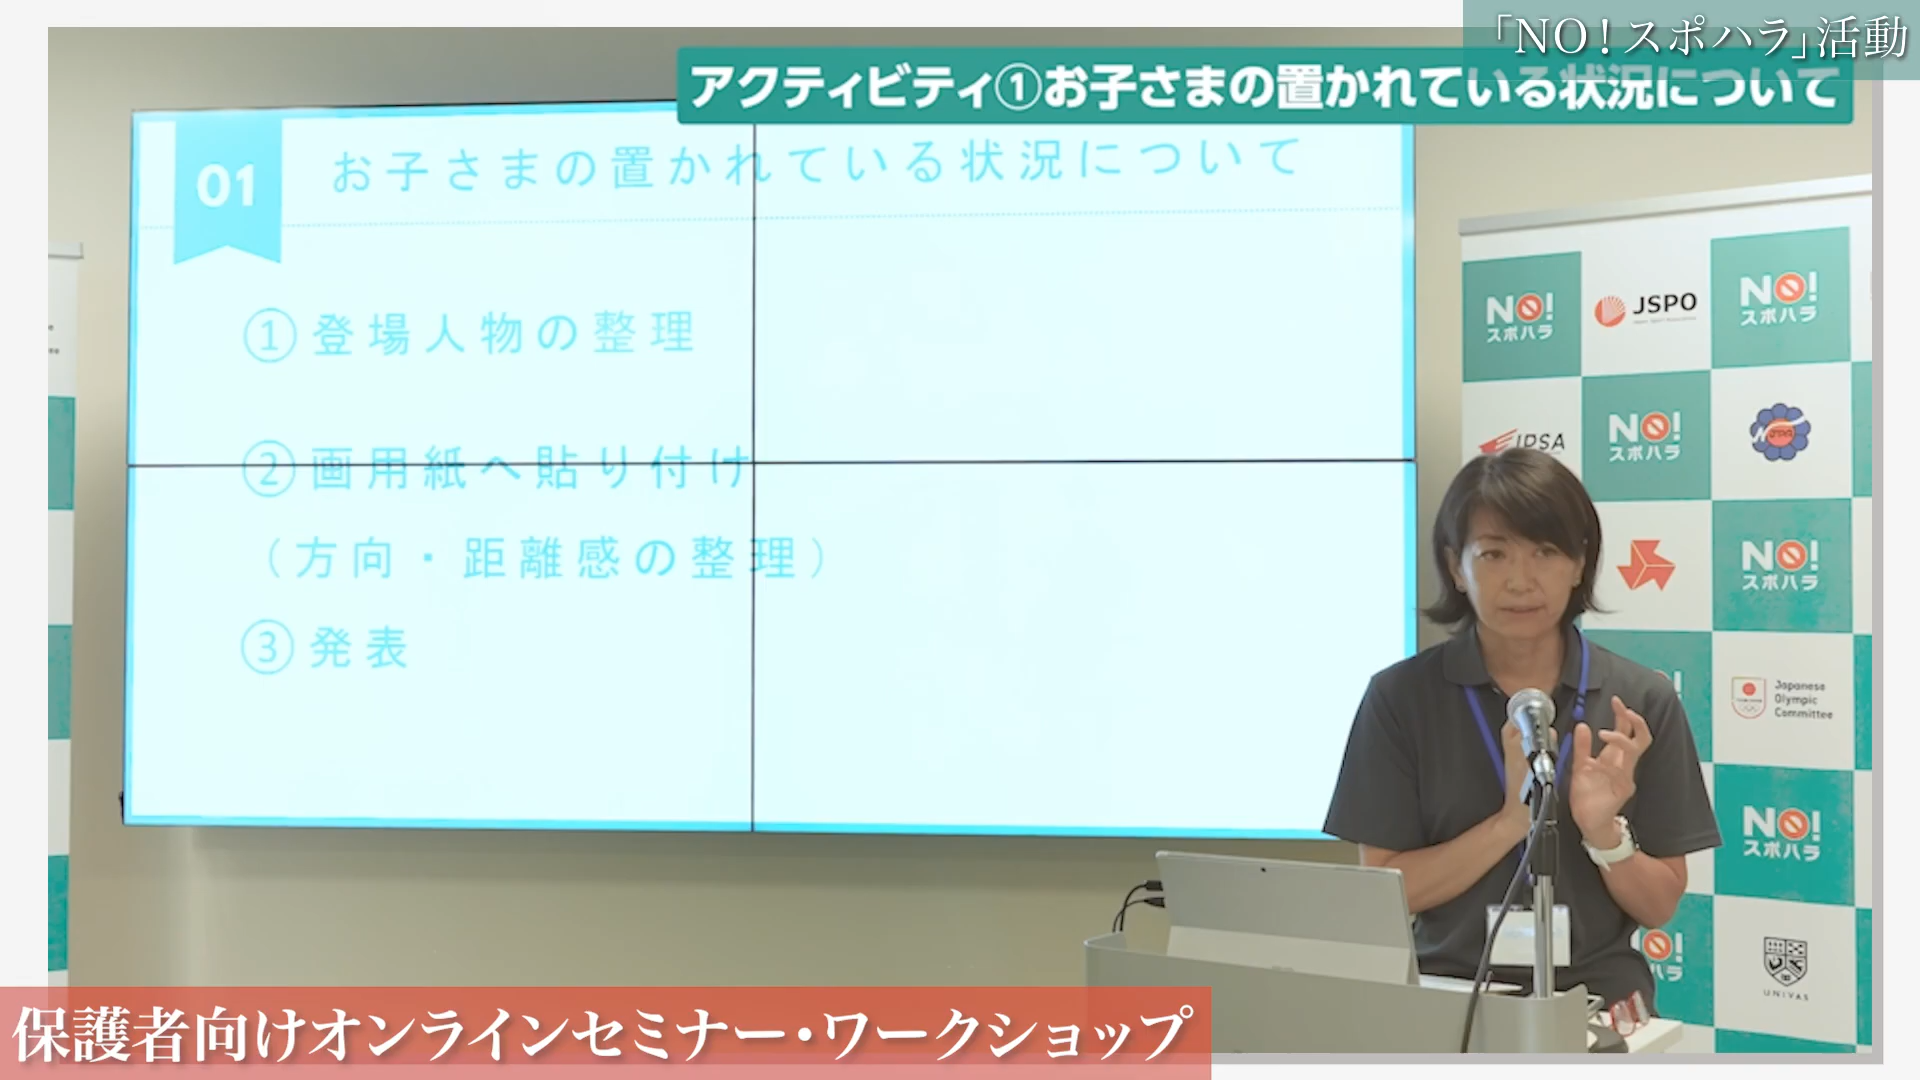 「NO！スポハラ」活動
アクティビティ①お子さまの置かれている状況について
01
お子さまの置かれている状況について
①登場人物の整理
②画用紙へ貼り付け
（方向・距離感の整理）
③発表
NO!
スポハラ
JSPO
NO!
スポハラ
NO!
スポハラ
NO!
スポハラ
Japanese
Olympic
Committee
NO!
スポハラ
UNIVAS
保護者向けオンラインセミナー・ワークショップ